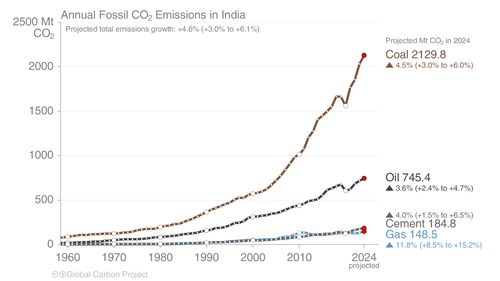 Annual Fossil CO₂ Emissions in India
Projected total emissions growth: +4.6% (+3.0% to +6.1%)
2500 Mt
CO₂
2000
1500
1000
500
0
1960
1970
1980
1990
2000
2010
2024
projected
Projected Mt CO₂ in 2024
Coal 2129.8
▲ 4.5% (+3.0% to +6.0%)
Oil 745.4
▲ 3.6% (+2.4% to +4.7%)
▲ 4.0% (+1.5% to +6.5%)
Cement 184.8
Gas 148.5
▲ 11.8% (+8.5% to +15.2%)
Global Carbon Project